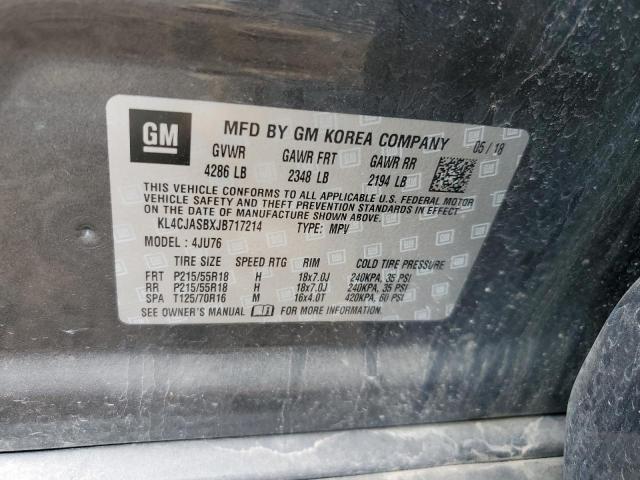 GM MFD BY GM KOREA COMPANY 05 / 18
GVWR GAWR FRT GAWR RR
4286 LB 2348 LB 2194 LB
THIS VEHICLE CONFORMS TO ALL APPLICABLE U.S. FEDERAL MOTOR
VEHICLE SAFETY AND THEFT PREVENTION STANDARDS IN EFFECT
ON THE DATE OF MANUFACTURE SHOWN ABOVE.
KL4CJASBXJB717214 TYPE: MPV
MODEL : 4JU76
TIRE SIZE SPEED RTG RIM COLD TIRE PRESSURE
FRT P215/55R18 H 18x7.0J 240KPA, 35 PSI
RR P215/55R18 H 18x7.0J 240KPA, 35 PSI
SPA T125/70R16 M 16x4.0T 420KPA, 60 PSI
SEE OWNER'S MANUAL FOR MORE INFORMATION.